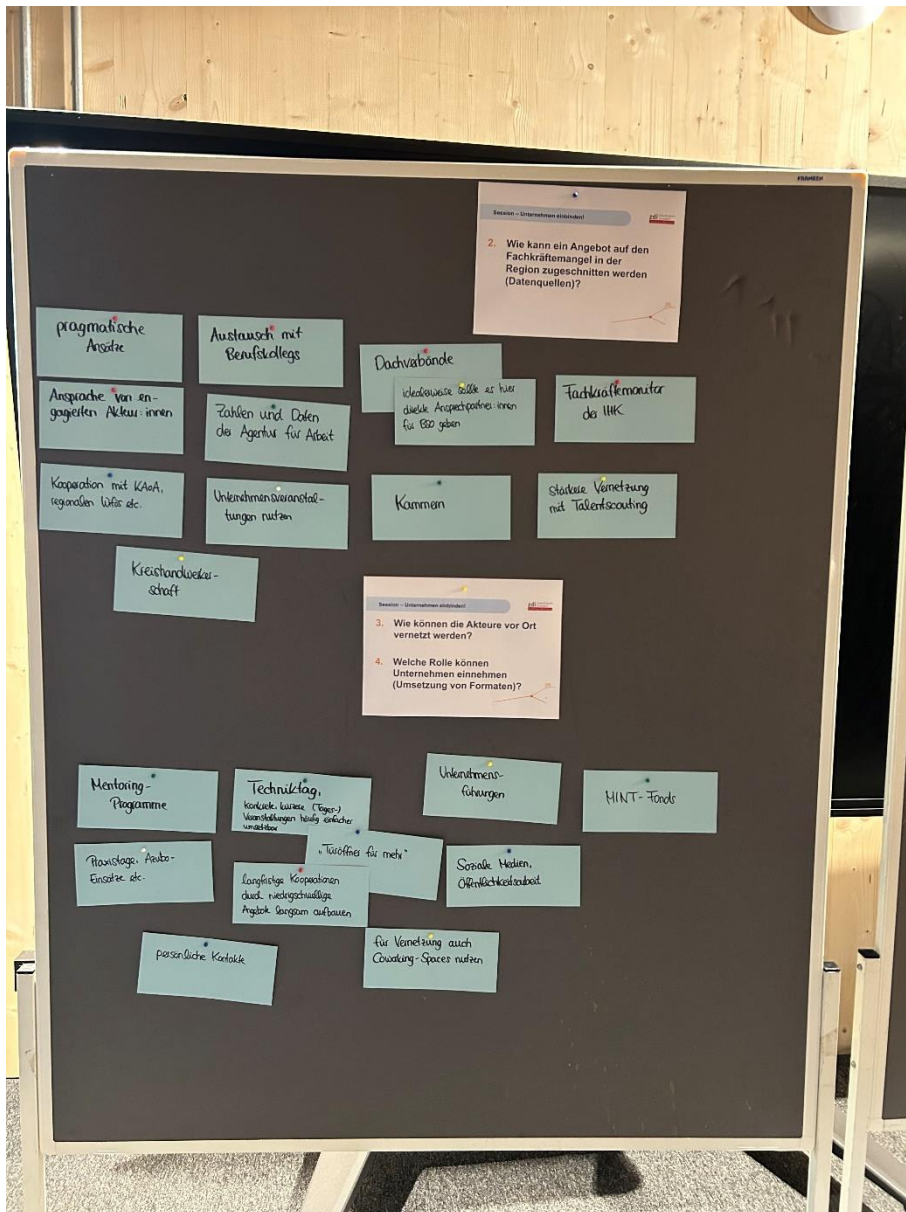 FRANKEN
Session – Unternehmen einbinden!
zdi
2. Wie kann ein Angebot auf den
Fachkräftemangel in der
Region zugeschnitten werden
(Datenquellen)?
pragmatische
Ansätze
Austausch mit
Berufskollegs
Dachverbände
idealerweise sollte es hier
direkte Ansprechpartner:innen
für BSO geben
Fachkräftemonitor
der IHK
Ansprache von en-
gagierten Akteur:innen
Zahlen und Daten
der Agentur für Arbeit
Kooperation mit KAoA,
regionalen WiFös etc.
Unternehmensveranstal-
tungen nutzen
Kammern
stärkere Vernetzung
mit Talentscouting
Kreishandwerker-
schaft
Session – Unternehmen einbinden!
zdi
3. Wie können die Akteure vor Ort
vernetzt werden?
4. Welche Rolle können
Unternehmen einnehmen
(Umsetzung von Formaten)?
Mentoring-
Programme
Techniktag,
konkrete, kürzere (Tages-)
Veranstaltungen häufig einfacher
umsetzbar
Unternehmens-
führungen
MINT-Fonds
Praxistage, Azubi-
Einsätze etc.
„Türöffner für mehr"
langfristige Kooperationen
durch niedrigschwellige
Angebote langsam aufbauen
Soziale Medien,
Öffentlichkeitsarbeit
persönliche Kontakte
für Vernetzung auch
Coworking-Spaces nutzen